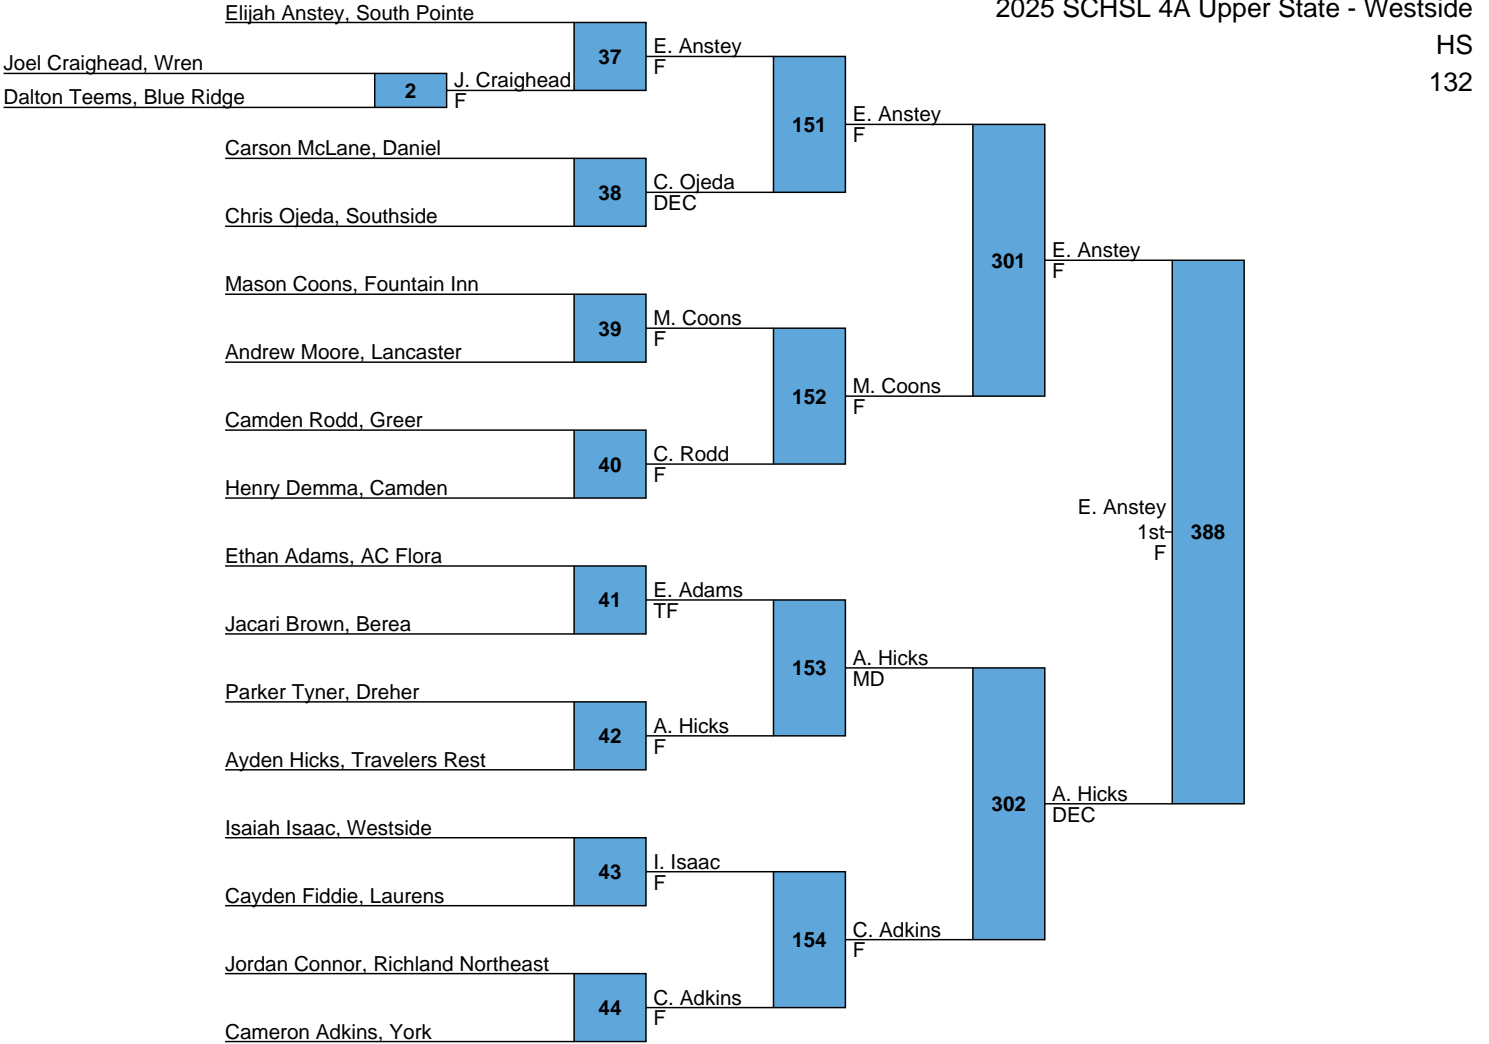 2025 SCHSL 4A Upper State - Westside
HS
132
Elijah Anstey, South Pointe
37
E. Anstey
F
Joel Craighead, Wren
Dalton Teems, Blue Ridge
2
J. Craighead
F
151
E. Anstey
F
Carson McLane, Daniel
38
C. Ojeda
DEC
Chris Ojeda, Southside
301
E. Anstey
F
Mason Coons, Fountain Inn
39
M. Coons
F
Andrew Moore, Lancaster
152
M. Coons
F
Camden Rodd, Greer
40
C. Rodd
F
Henry Demma, Camden
E. Anstey
1st
F
388
Ethan Adams, AC Flora
41
E. Adams
TF
Jacari Brown, Berea
153
A. Hicks
MD
Parker Tyner, Dreher
42
A. Hicks
F
Ayden Hicks, Travelers Rest
302
A. Hicks
DEC
Isaiah Isaac, Westside
43
I. Isaac
F
Cayden Fiddie, Laurens
154
C. Adkins
F
Jordan Connor, Richland Northeast
44
C. Adkins
F
Cameron Adkins, York